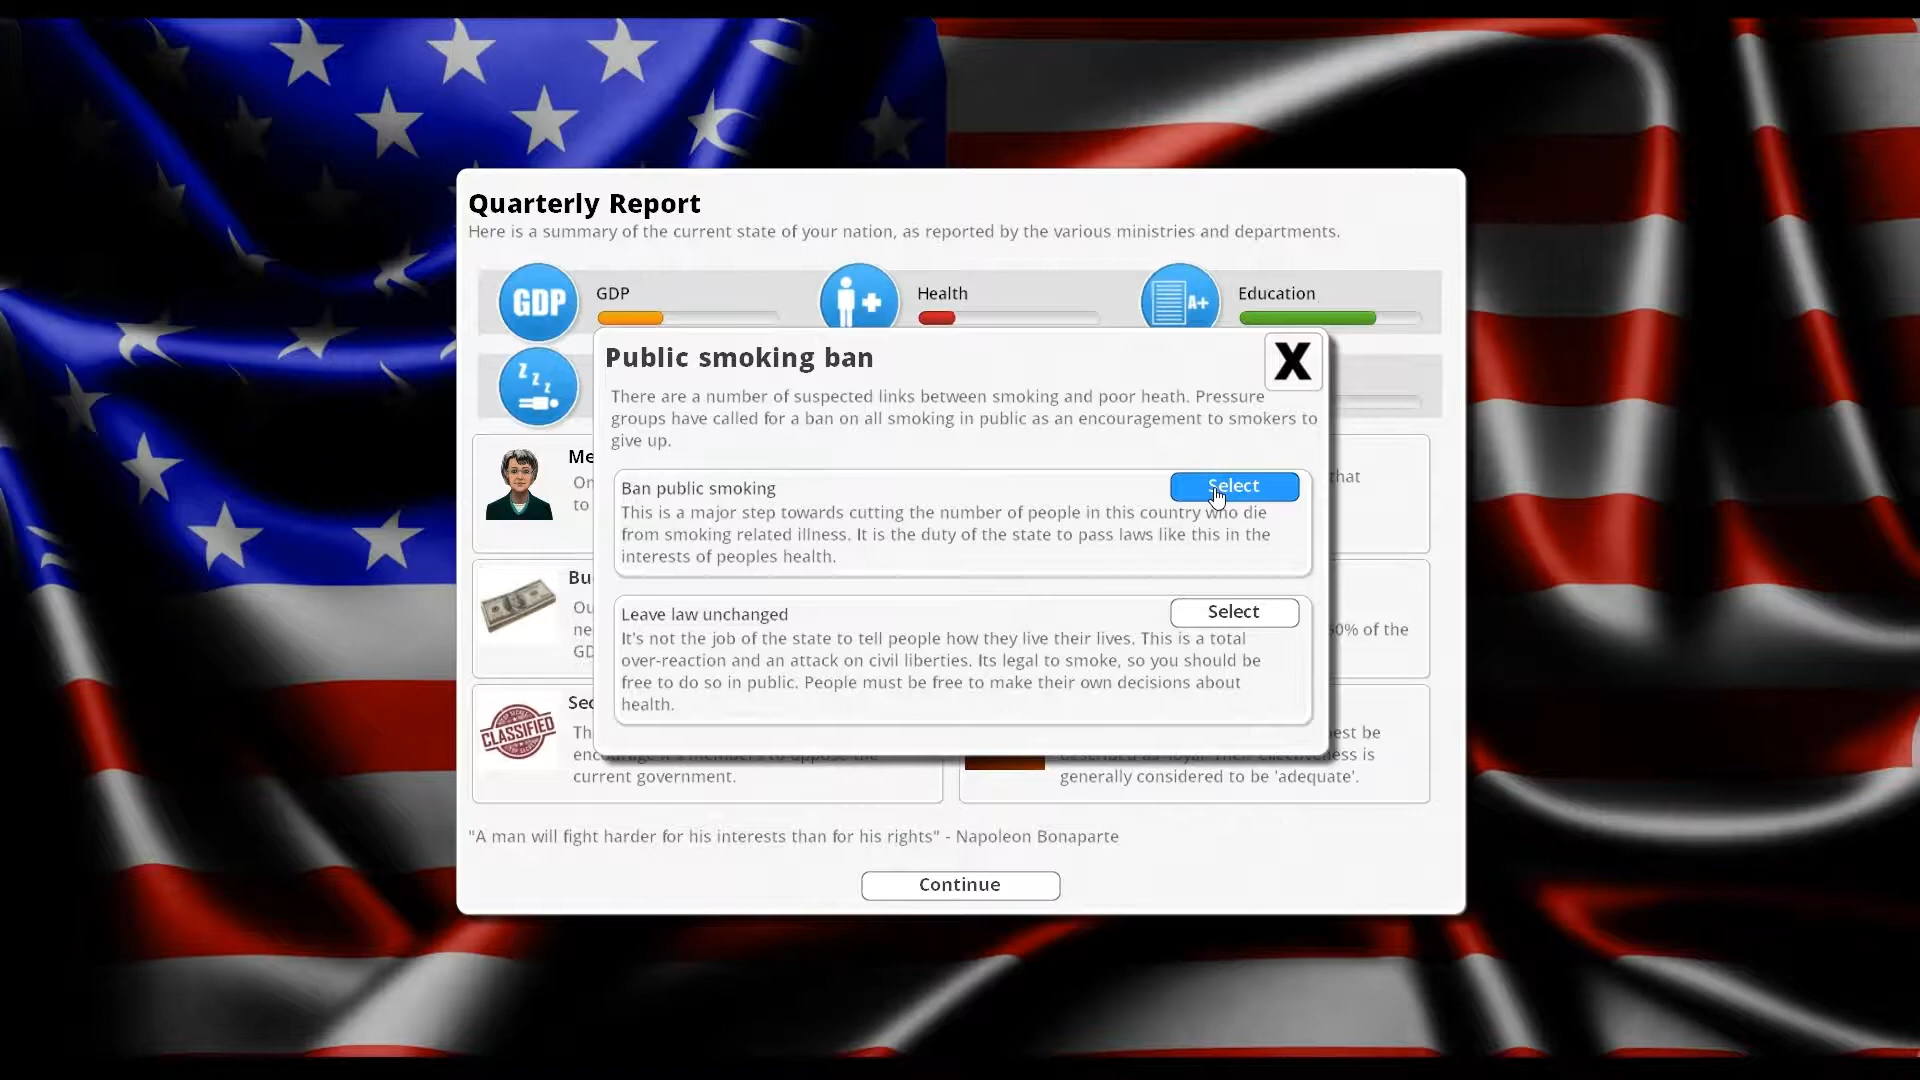 Quarterly Report
Here is a summary of the current state of your nation, as reported by the various ministries and departments.
GDP
GDP
Health
A+
Education
Z Z Z
Public smoking ban
X
There are a number of suspected links between smoking and poor heath. Pressure
groups have called for a ban on all smoking in public as an encouragement to smokers to
give up.
Ban public smoking
Select
This is a major step towards cutting the number of people in this country who die
from smoking related illness. It is the duty of the state to pass laws like this in the
interests of peoples health.
Leave law unchanged
Select
It's not the job of the state to tell people how they live their lives. This is a total
over-reaction and an attack on civil liberties. Its legal to smoke, so you should be
free to do so in public. People must be free to make their own decisions about
health.
that
to
0% of the
CLASSIFIED
current government.
generally considered to be 'adequate'.
"A man will fight harder for his interests than for his rights" - Napoleon Bonaparte
Continue